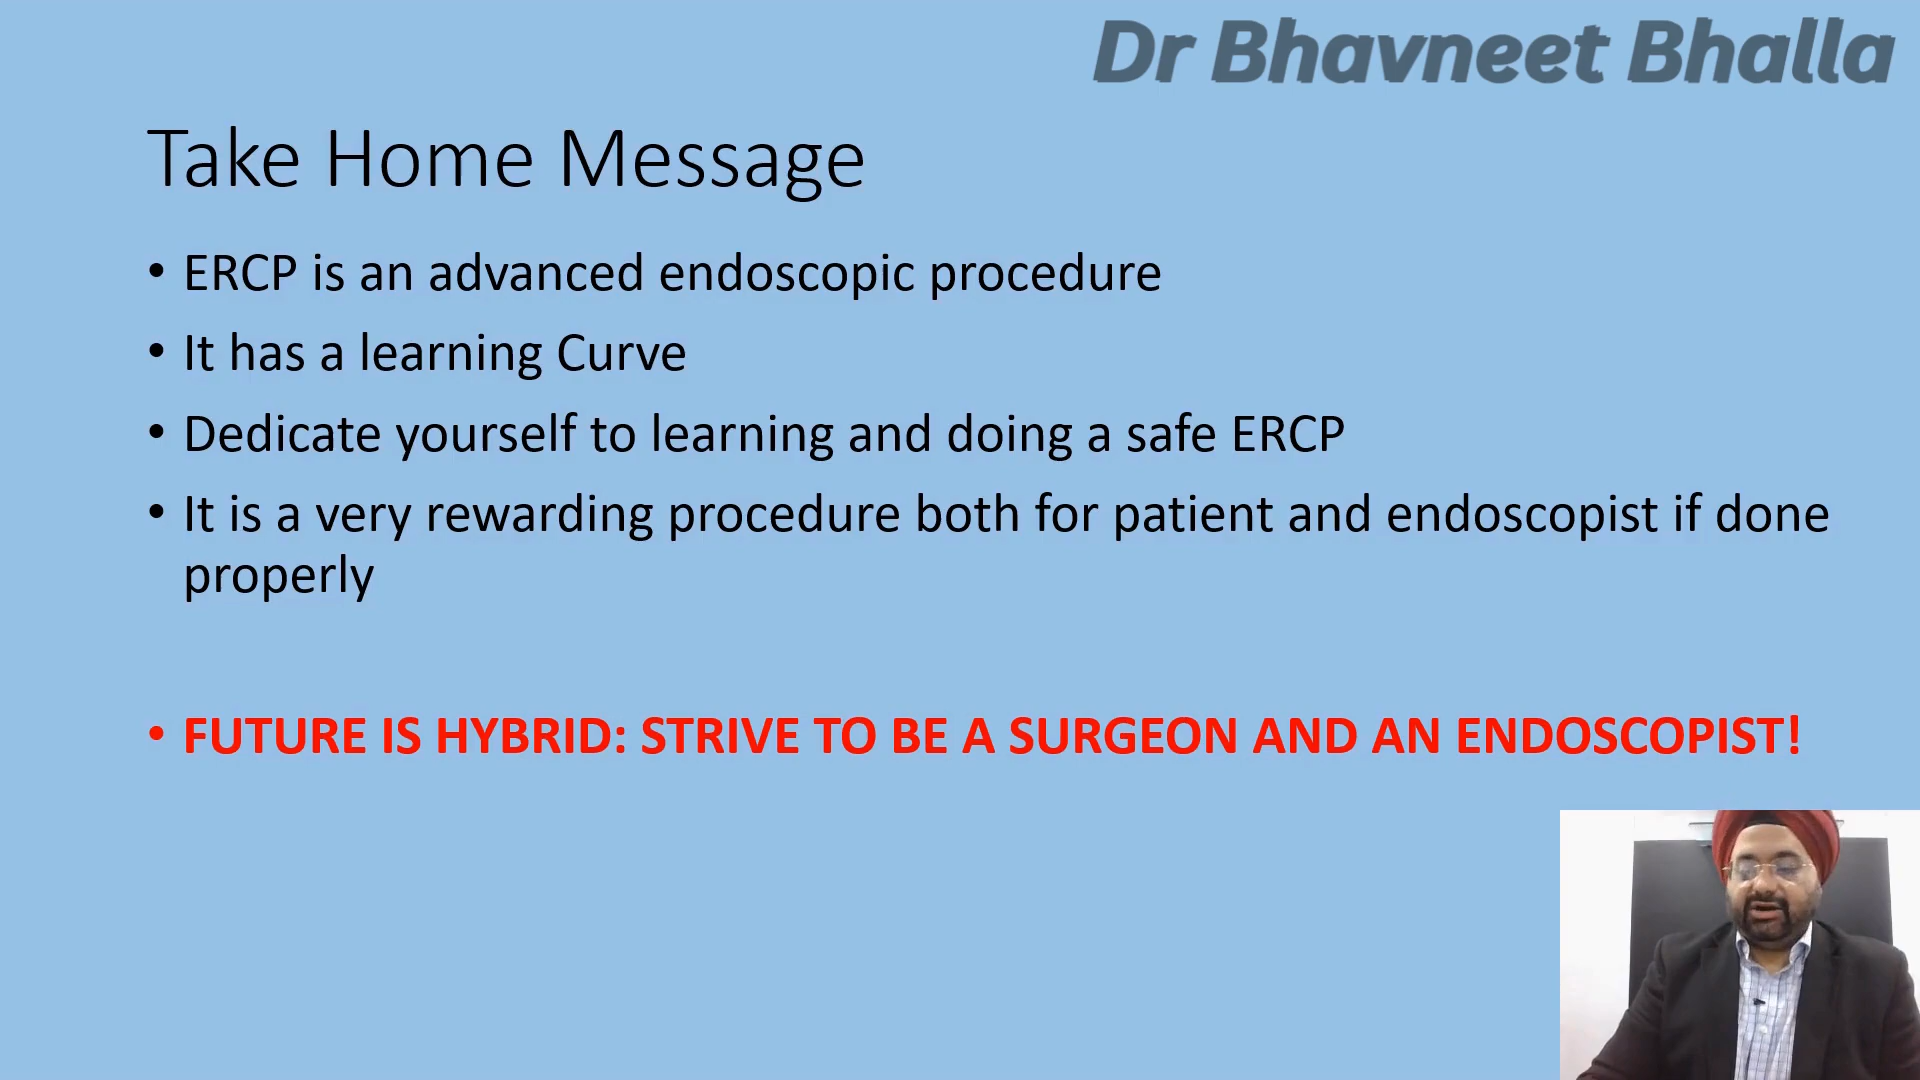 Dr Bhavneet Bhalla
Take Home Message
• ERCP is an advanced endoscopic procedure
• It has a learning Curve
• Dedicate yourself to learning and doing a safe ERCP
• It is a very rewarding procedure both for patient and endoscopist if done
properly
• FUTURE IS HYBRID: STRIVE TO BE A SURGEON AND AN ENDOSCOPIST!